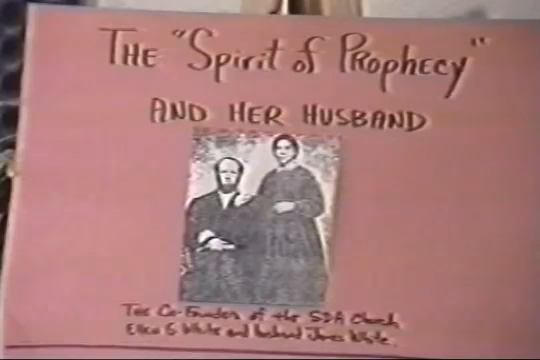 THE "Spirit of Prophecy"
AND HER HUSBAND
The Co-Founders of the SDA Church
Ellen G White and husband James White.